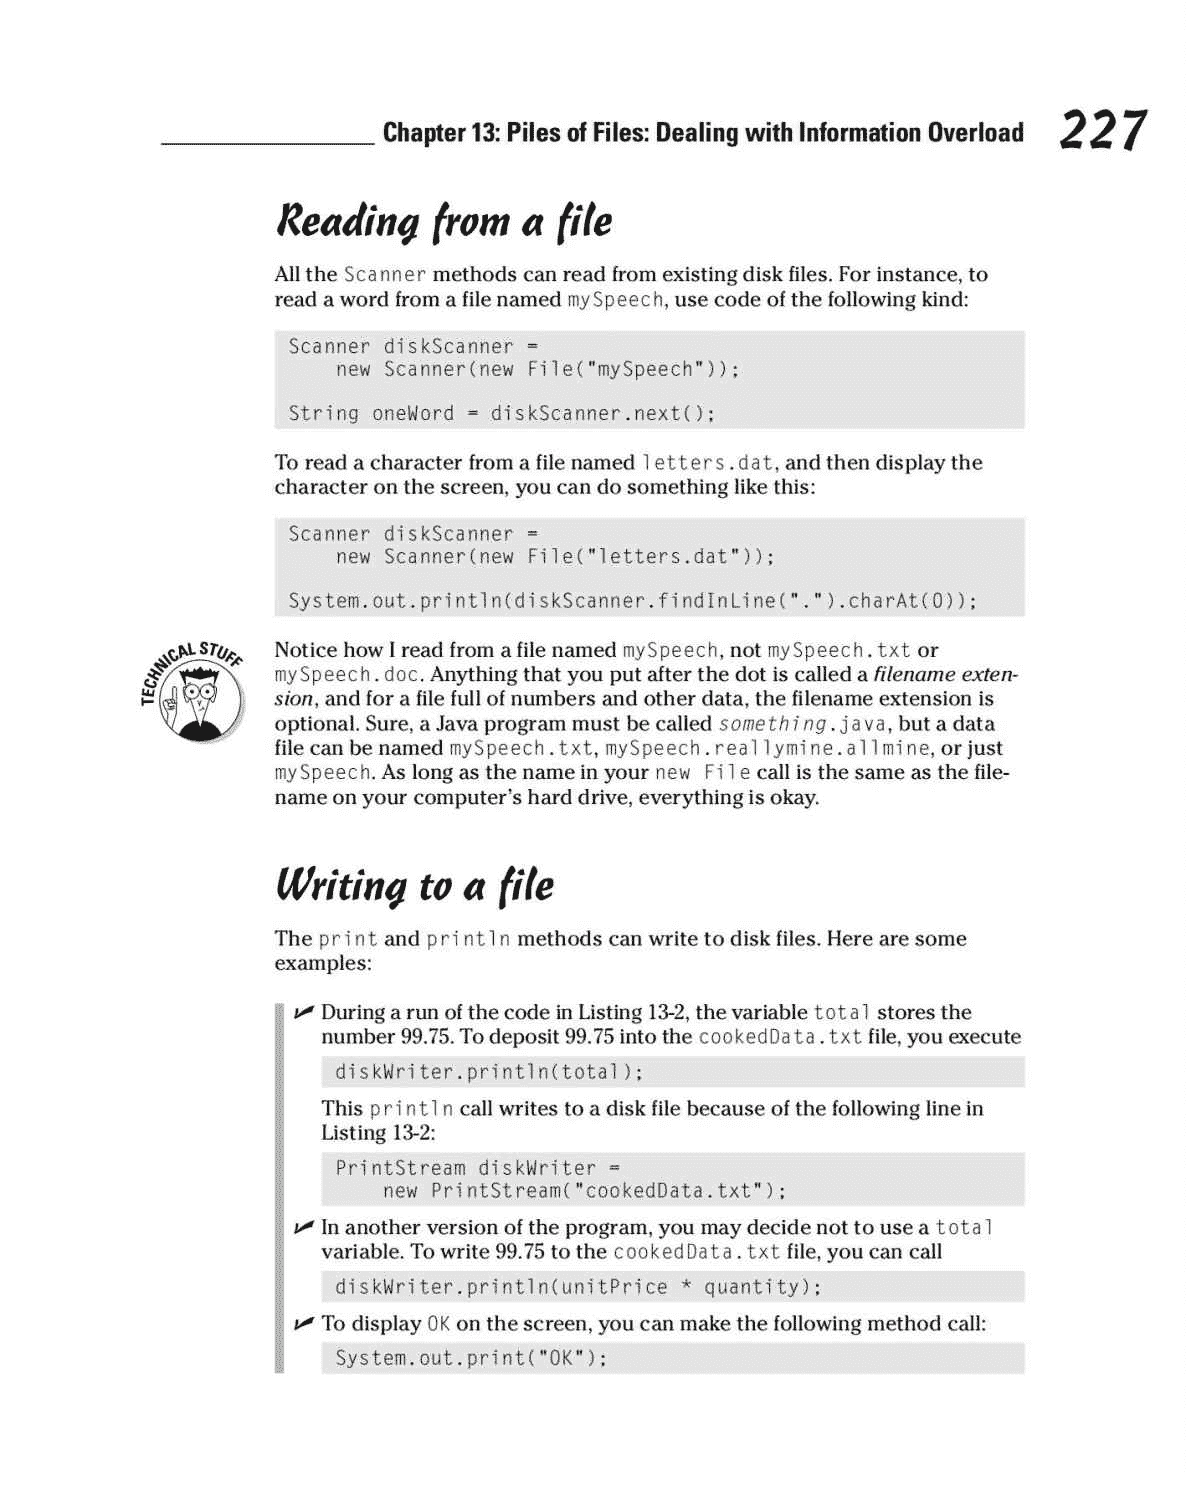 Chapter 13: Piles of Files: Dealing with Information Overload 227
Reading from a file
All the Scanner methods can read from existing disk files. For instance, to
read a word from a file named mySpeech, use code of the following kind:
Scanner diskScanner =
new Scanner(new File("mySpeech"));
String oneWord = diskScanner.next();
To read a character from a file named letters.dat, and then display the
character on the screen, you can do something like this:
Scanner diskScanner =
new Scanner(new File("letters.dat"));
System.out.println(diskScanner.findInLine(".").charAt(0));
TECHNICAL STUFF
Notice how I read from a file named mySpeech, not mySpeech.txt or
mySpeech.doc. Anything that you put after the dot is called a filename exten-
sion, and for a file full of numbers and other data, the filename extension is
optional. Sure, a Java program must be called something.java, but a data
file can be named mySpeech.txt, mySpeech.reallymine.allmine, or just
mySpeech. As long as the name in your new File call is the same as the file-
name on your computer's hard drive, everything is okay.
Writing to a file
The print and println methods can write to disk files. Here are some
examples:
✓ During a run of the code in Listing 13-2, the variable total stores the
number 99.75. To deposit 99.75 into the cookedData.txt file, you execute
diskWriter.println(total);
This println call writes to a disk file because of the following line in
Listing 13-2:
PrintStream diskWriter =
new PrintStream("cookedData.txt");
✓ In another version of the program, you may decide not to use a total
variable. To write 99.75 to the cookedData.txt file, you can call
diskWriter.println(unitPrice * quantity);
✓ To display OK on the screen, you can make the following method call:
System.out.print("OK");